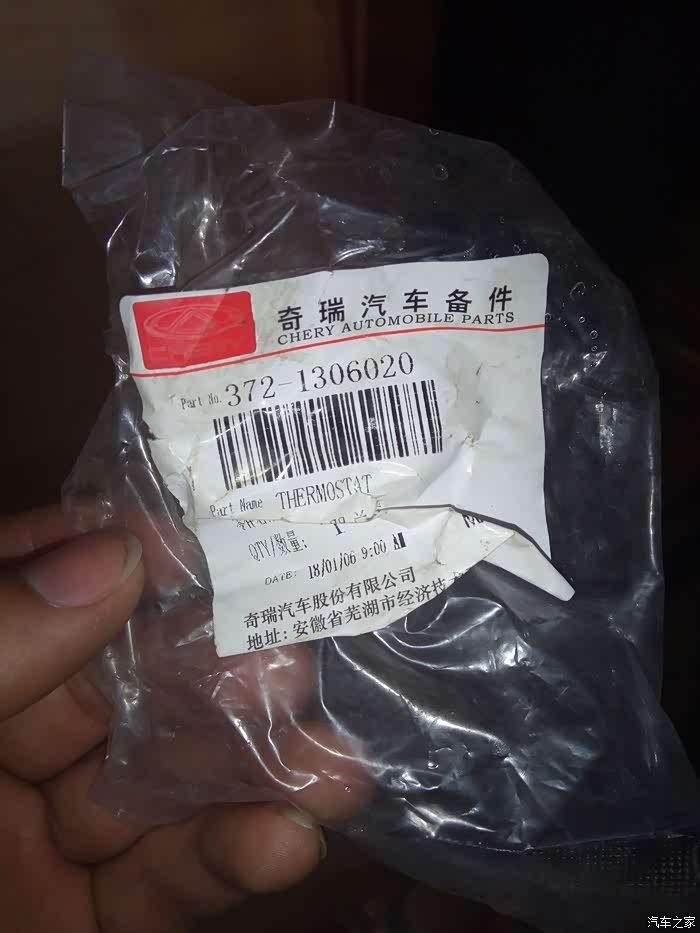 奇瑞汽车备件
CHERY AUTOMOBILE PARTS
Part No. 372-1306020
Part Name THERMOSTAT
QTY/数量: 1
DATE: 18/01/06 9:00
奇瑞汽车股份有限公司
地址: 安徽省芜湖市经济技
汽车之家